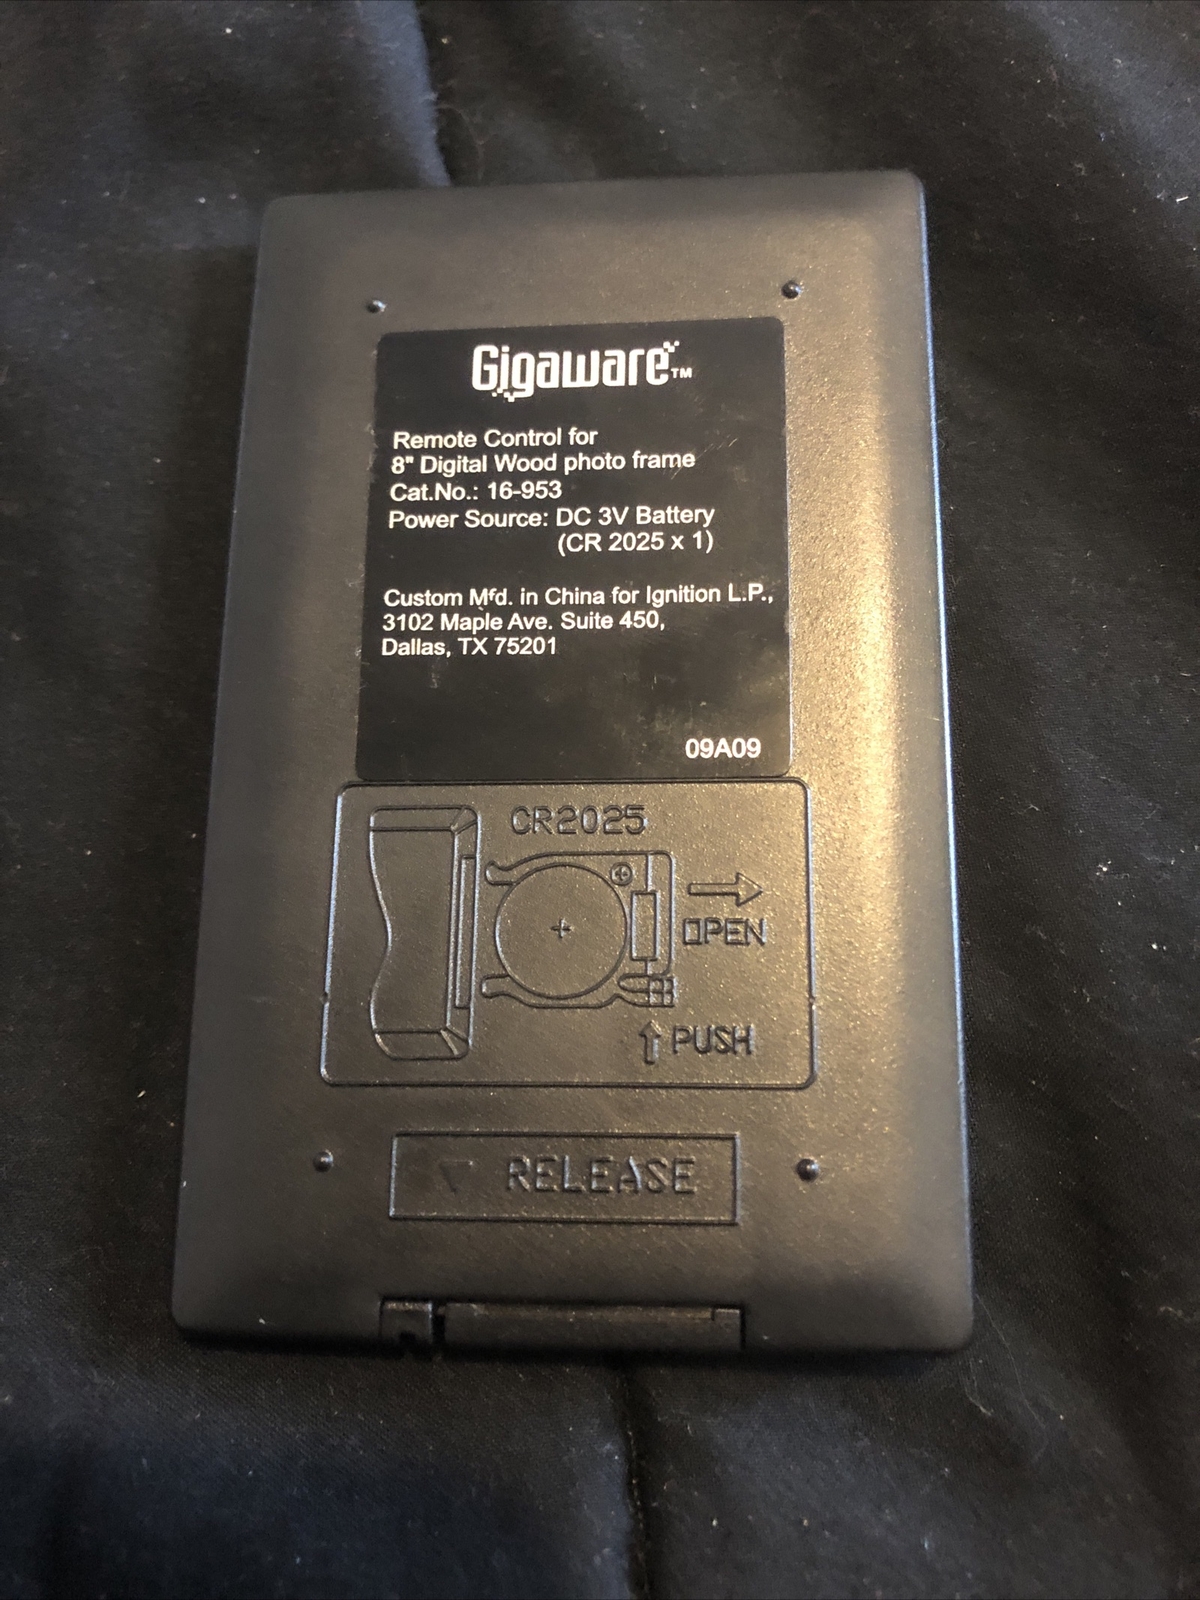 Gigaware™
Remote Control for
8" Digital Wood photo frame
Cat.No.: 16-953
Power Source: DC 3V Battery
(CR 2025 x 1)
Custom Mfd. in China for Ignition L.P.,
3102 Maple Ave. Suite 450,
Dallas, TX 75201
09A09
CR2025
OPEN
PUSH
RELEASE